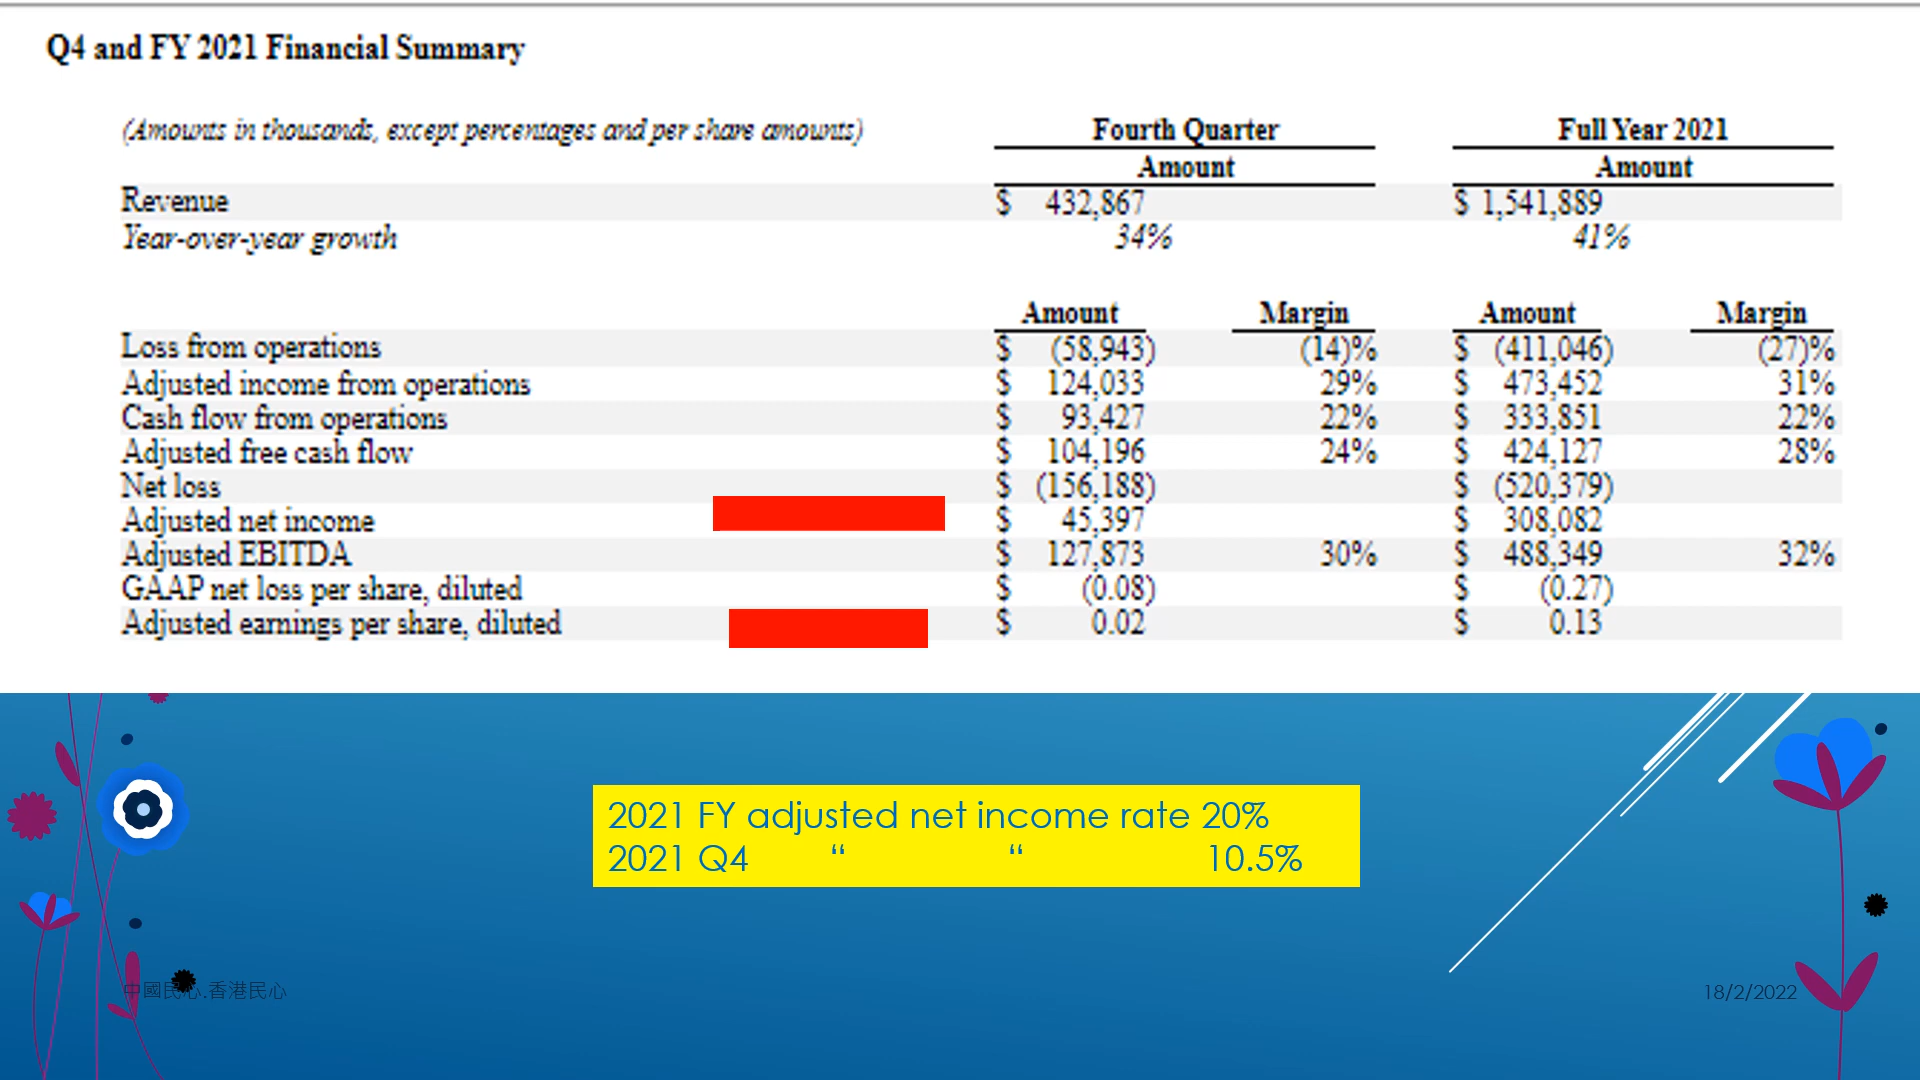 Q4 and FY 2021 Financial Summary
(Amounts in thousands, except percentages and per share amounts) Fourth Quarter Full Year 2021
Amount Amount
Revenue $ 432,867 $ 1,541,889
Year-over-year growth 34% 41%
Amount Margin Amount Margin
Loss from operations $ (58,943) (14)% $ (411,046) (27)%
Adjusted income from operations $ 124,033 29% $ 473,452 31%
Cash flow from operations $ 93,427 22% $ 333,851 22%
Adjusted free cash flow $ 104,196 24% $ 424,127 28%
Net loss $ (156,188) $ (520,379)
Adjusted net income $ 45,397 $ 308,082
Adjusted EBITDA $ 127,873 30% $ 488,349 32%
GAAP net loss per share, diluted $ (0.08) $ (0.27)
Adjusted earnings per share, diluted $ 0.02 $ 0.13
2021 FY adjusted net income rate 20%
2021 Q4 “ “ 10.5%
中國民心.香港民心 18/2/2022